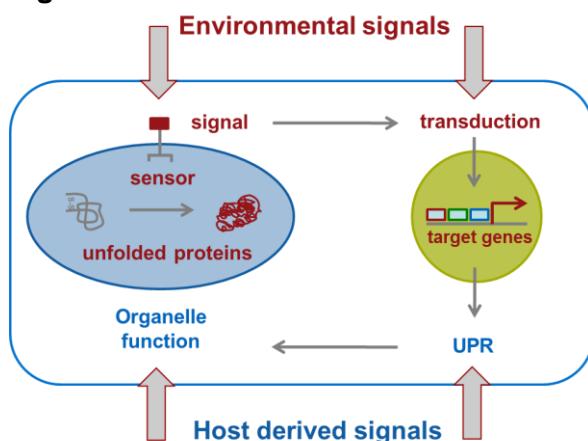 Environmental signals
signal
transduction
sensor
unfolded proteins
target genes
Organelle
function
UPR
Host derived signals